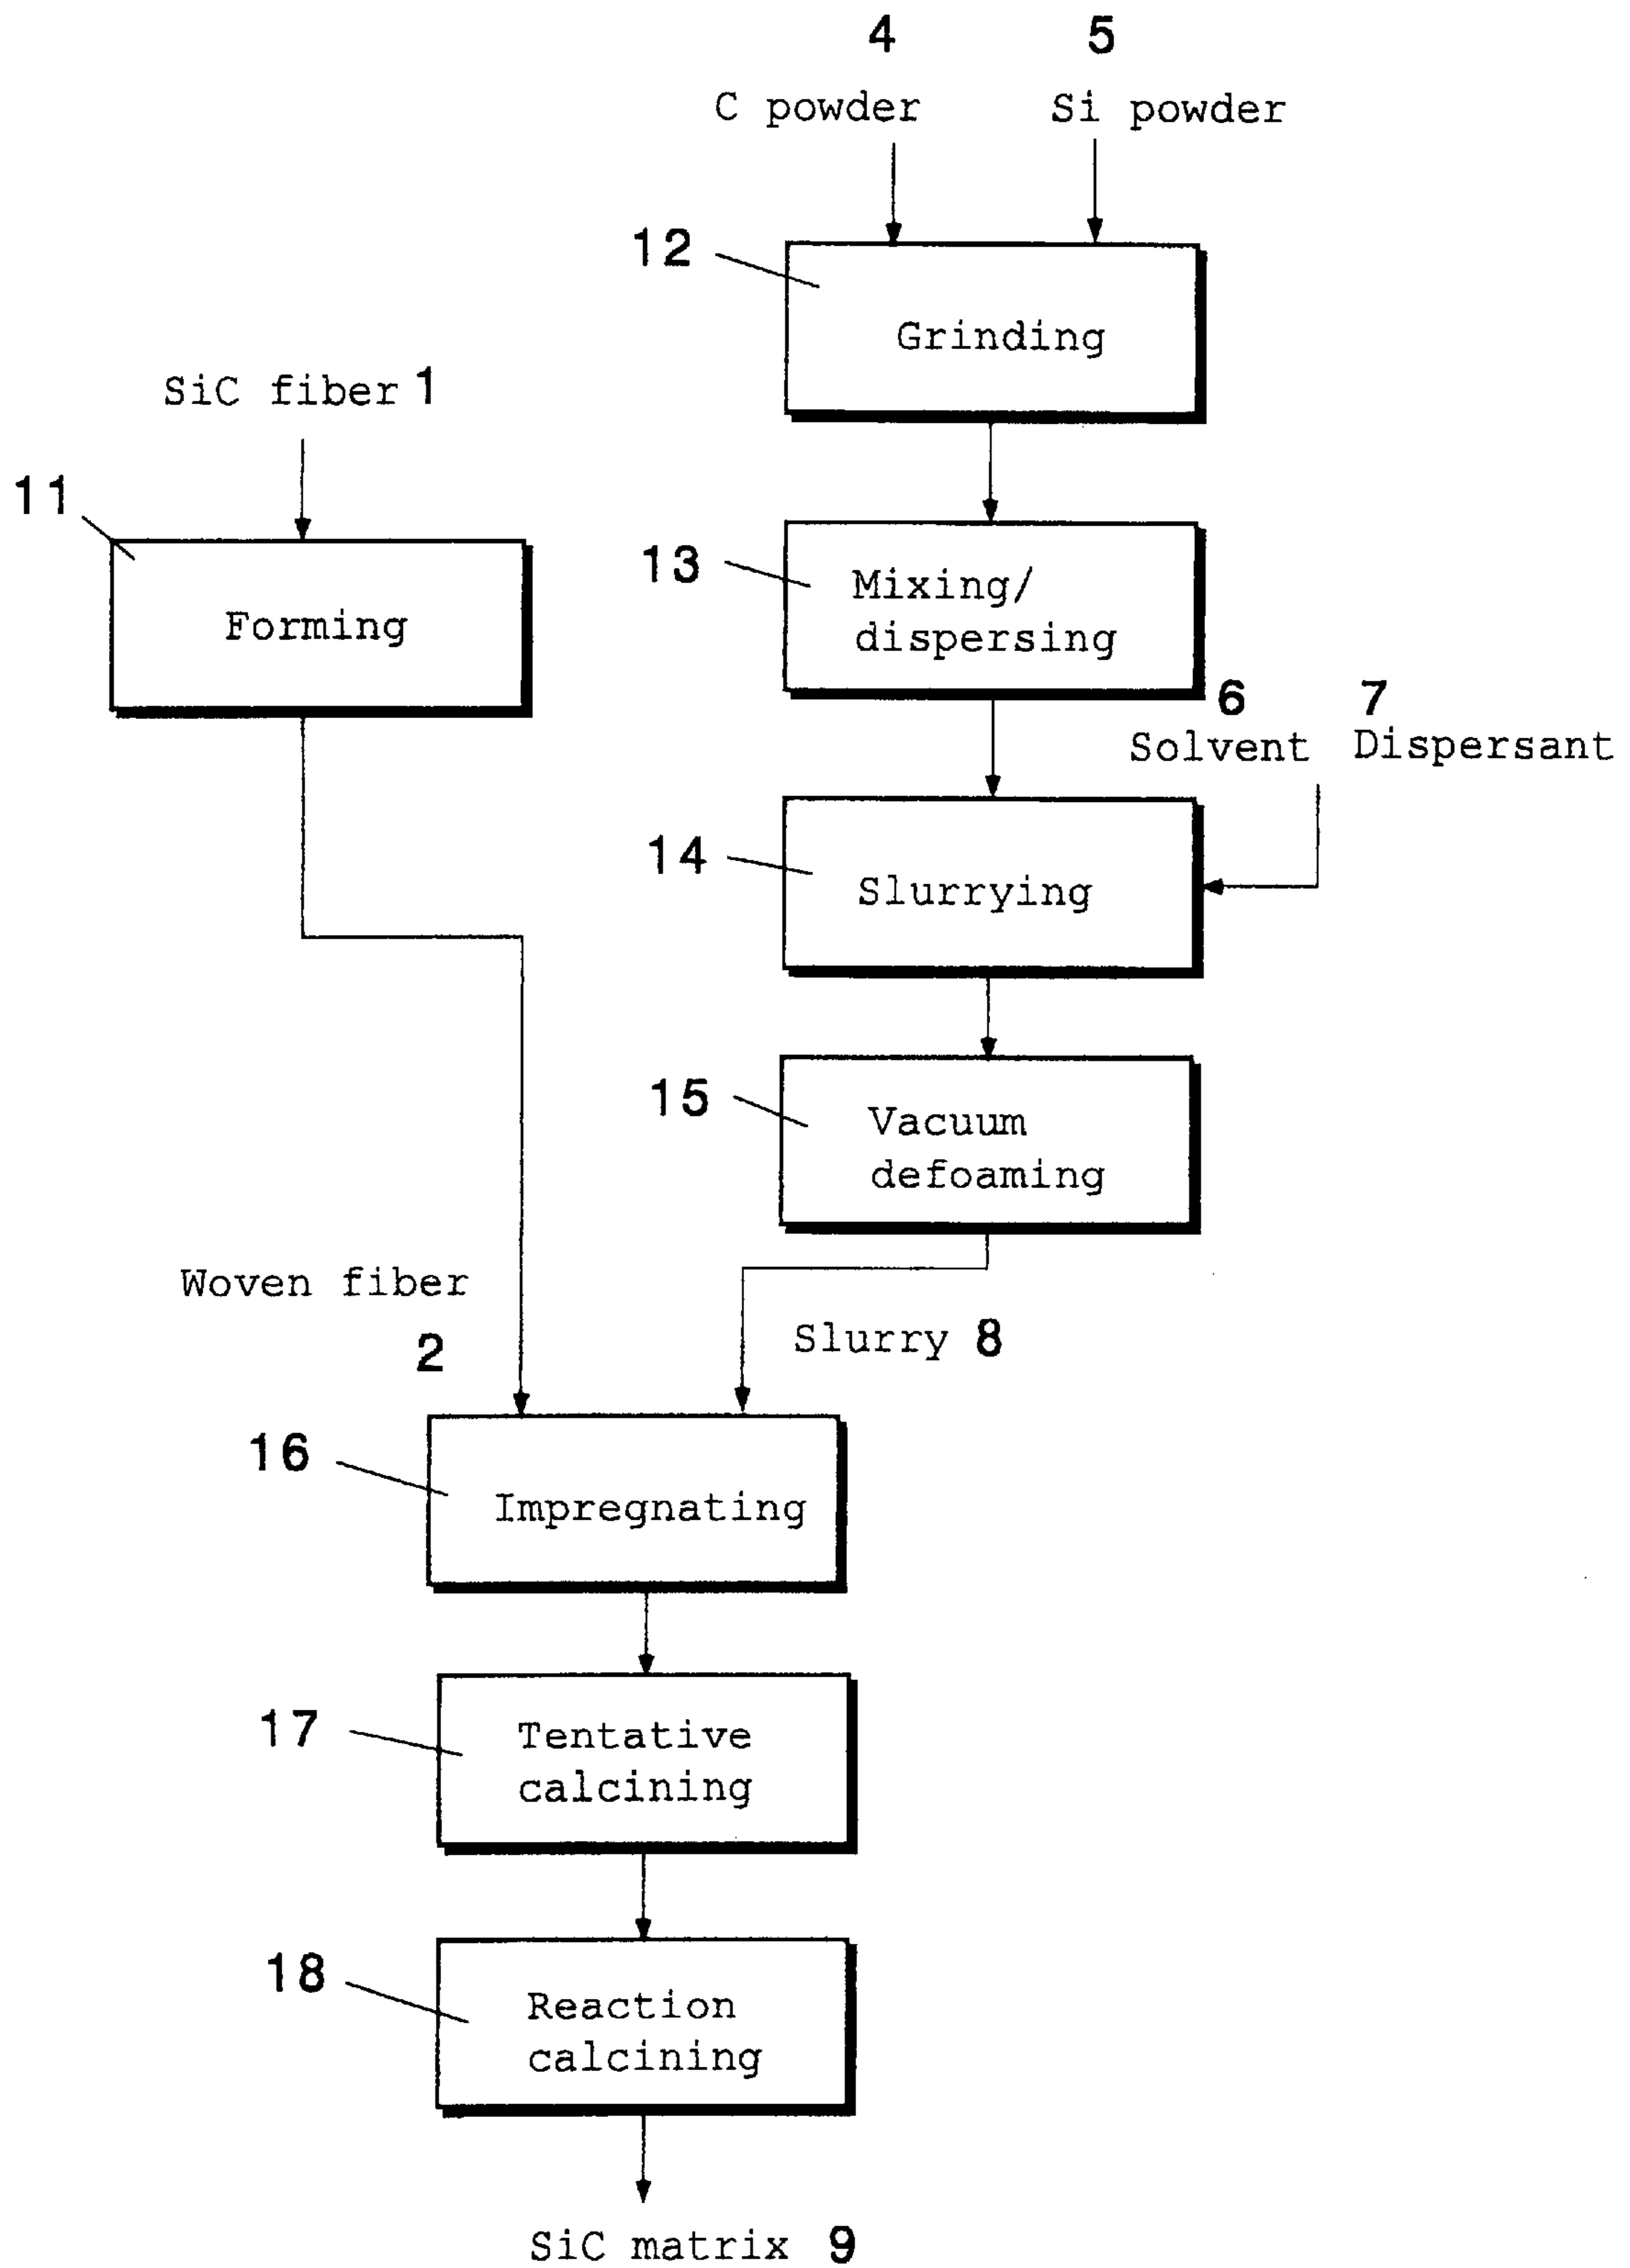 4 5
C powder Si powder
12
Grinding
SiC fiber 1
11
Forming
13
Mixing/
dispersing
6 7
Solvent Dispersant
14
Slurrying
15
Vacuum
defoaming
Woven fiber
2
Slurry 8
16
Impregnating
17
Tentative
calcining
18
Reaction
calcining
SiC matrix 9